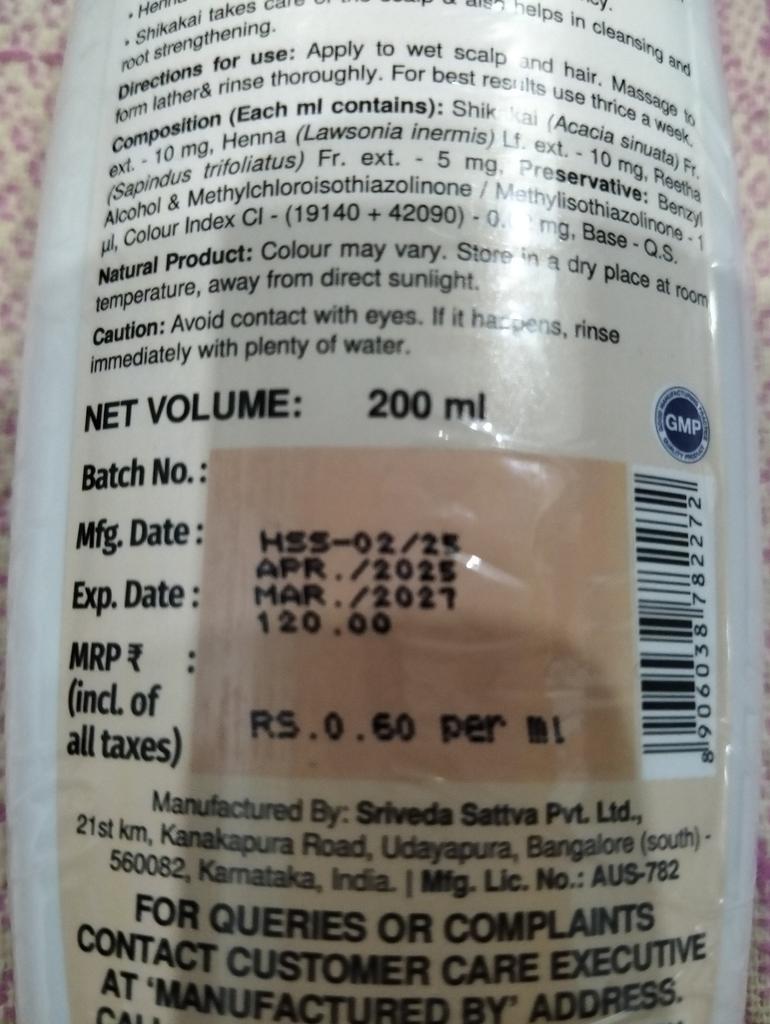 • Shikakai takes care of the scalp & also helps in cleansing and
root strengthening.
Directions for use: Apply to wet scalp and hair. Massage to
form lather& rinse thoroughly. For best results use thrice a week.
Composition (Each ml contains): Shikakai (Acacia sinuata) Fr.
ext. - 10 mg, Henna (Lawsonia inermis) Lf. ext. - 10 mg, Reetha
(Sapindus trifoliatus) Fr. ext. - 5 mg, Preservative: Benzyl
Alcohol & Methylchloroisothiazolinone / Methylisothiazolinone - 1
µl, Colour Index CI - (19140 + 42090) - mg, Base - Q.S.
Natural Product: Colour may vary. Store in a dry place at room
temperature, away from direct sunlight.
Caution: Avoid contact with eyes. If it happens, rinse
immediately with plenty of water.
NET VOLUME: 200 ml
GMP
Batch No. : HSS-02/25
Mfg. Date : APR./2025
Exp. Date : MAR./2027
MRP ₹ : 120.00
(incl. of
all taxes) RS.0.60 per ml
8906038782272
Manufactured By: Sriveda Sattva Pvt. Ltd.,
21st km, Kanakapura Road, Udayapura, Bangalore (south) -
560082, Karnataka, India. | Mfg. Lic. No.: AUS-782
FOR QUERIES OR COMPLAINTS
CONTACT CUSTOMER CARE EXECUTIVE
AT 'MANUFACTURED BY' ADDRESS.